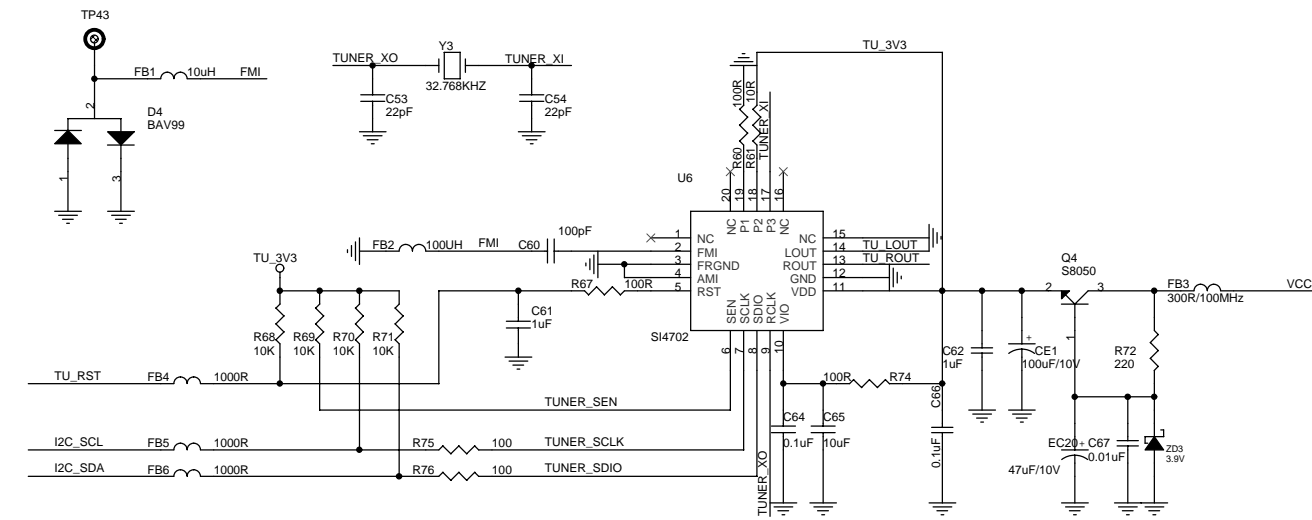 TP43
FB1 10uH FMI
2
D4
BAV99
1
3
TUNER_XO
Y3
TUNER_XI
32.768KHZ
C53
22pF
C54
22pF
TU_3V3
100R
10R
R60
R61
TUNER_XI
U6
20
19
18
17
16
NC
P1
P2
P3
NC
1 NC
2 FMI
3 FRGND
4 AMI
5 RST
NC 15
LOUT 14 TU_LOUT
ROUT 13 TU_ROUT
GND 12
VDD 11
SEN
SCLK
SDIO
RCLK
VIO
6
7
8
9
10
SI4702
FB2 100UH FMI C60 100pF
TU_3V3
R67 100R
C61
1uF
R68
10K
R69
10K
R70
10K
R71
10K
TU_RST FB4 1000R
TUNER_SEN
I2C_SCL FB5 1000R R75 100 TUNER_SCLK
I2C_SDA FB6 1000R R76 100 TUNER_SDIO
TUNER_XO
100R R74
C64
0.1uF
C65
10uF
C66
0.1uF
C62
1uF
+
CE1
100uF/10V
Q4
S8050
2
3
1
FB3
300R/100MHz
VCC
R72
220
EC20 +
47uF/10V
C67
0.01uF
ZD3
3.9V